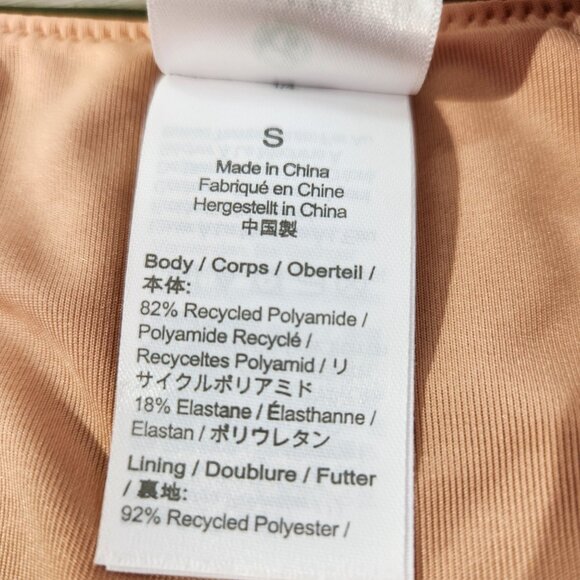 S
Made in China
Fabriqué en Chine
Hergestellt in China
中国製
Body / Corps / Oberteil /
本体:
82% Recycled Polyamide /
Polyamide Recyclé /
Recyceltes Polyamid / リ
サイクルポリアミド
18% Elastane / Élasthanne /
Elastan / ポリウレタン
Lining / Doublure / Futter
/ 裏地:
92% Recycled Polyester /